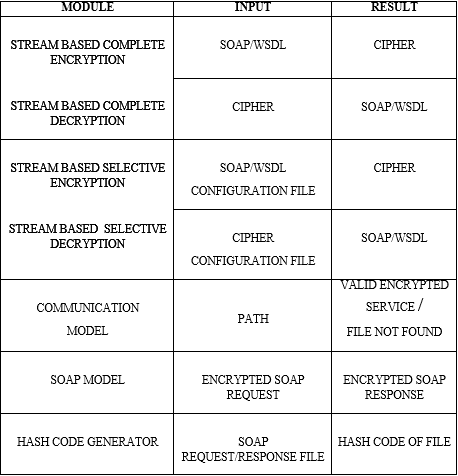 MODULE INPUT RESULT
STREAM BASED COMPLETE SOAP/WSDL CIPHER
ENCRYPTION
STREAM BASED COMPLETE CIPHER SOAP/WSDL
DECRYPTION
STREAM BASED SELECTIVE SOAP/WSDL CIPHER
ENCRYPTION CONFIGURATION FILE
STREAM BASED SELECTIVE CIPHER SOAP/WSDL
DECRYPTION CONFIGURATION FILE
VALID ENCRYPTED
COMMUNICATION PATH SERVICE /
MODEL FILE NOT FOUND
SOAP MODEL ENCRYPTED SOAP ENCRYPTED SOAP
REQUEST RESPONSE
HASH CODE GENERATOR SOAP HASH CODE OF FILE
REQUEST/RESPONSE FILE